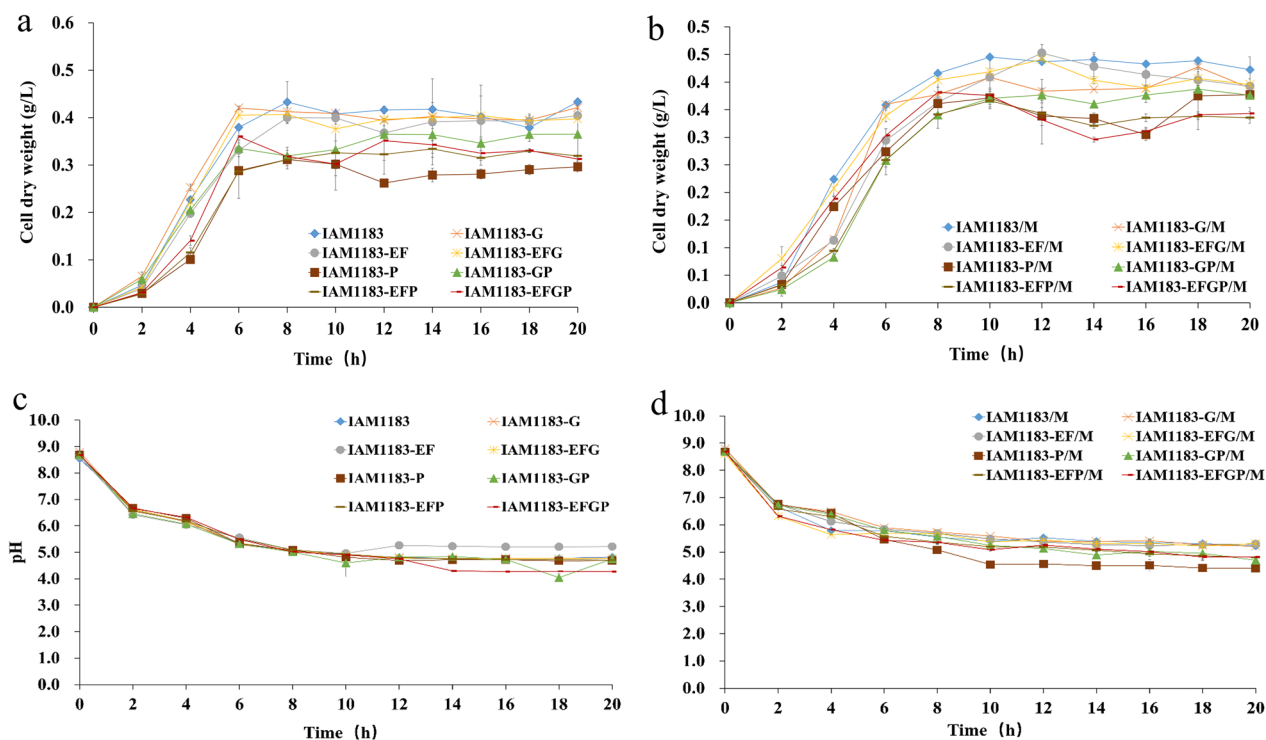 a
Cell dry weight (g/L)
0.6
0.5
0.4
0.3
0.2
0.1
0.0
0 2 4 6 8 10 12 14 16 18 20
Time (h)
IAM1183 IAM1183-G
IAM1183-EF IAM1183-EFG
IAM1183-P IAM1183-GP
IAM1183-EFP IAM1183-EFGP
b
Cell dry weight (g/L)
0.5
0.5
0.4
0.4
0.3
0.3
0.2
0.2
0.1
0.1
0.0
0 2 4 6 8 10 12 14 16 18 20
Time (h)
IAM1183/M IAM1183-G/M
IAM1183-EF/M IAM1183-EFG/M
IAM1183-P/M IAM1183-GP/M
IAM1183-EFP/M IAM1183-EFGP/M
c
pH
10.0
9.0
8.0
7.0
6.0
5.0
4.0
3.0
2.0
1.0
0.0
0 2 4 6 8 10 12 14 16 18 20
Time (h)
IAM1183 IAM1183-G
IAM1183-EF IAM1183-EFG
IAM1183-P IAM1183-GP
IAM1183-EFP IAM1183-EFGP
d
10.0
9.0
8.0
7.0
6.0
5.0
4.0
3.0
2.0
1.0
0.0
0 2 4 6 8 10 12 14 16 18 20
Time (h)
IAM1183/M IAM1183-G/M
IAM1183-EF/M IAM1183-EFG/M
IAM1183-P/M IAM1183-GP/M
IAM1183-EFP/M IAM1183-EFGP/M